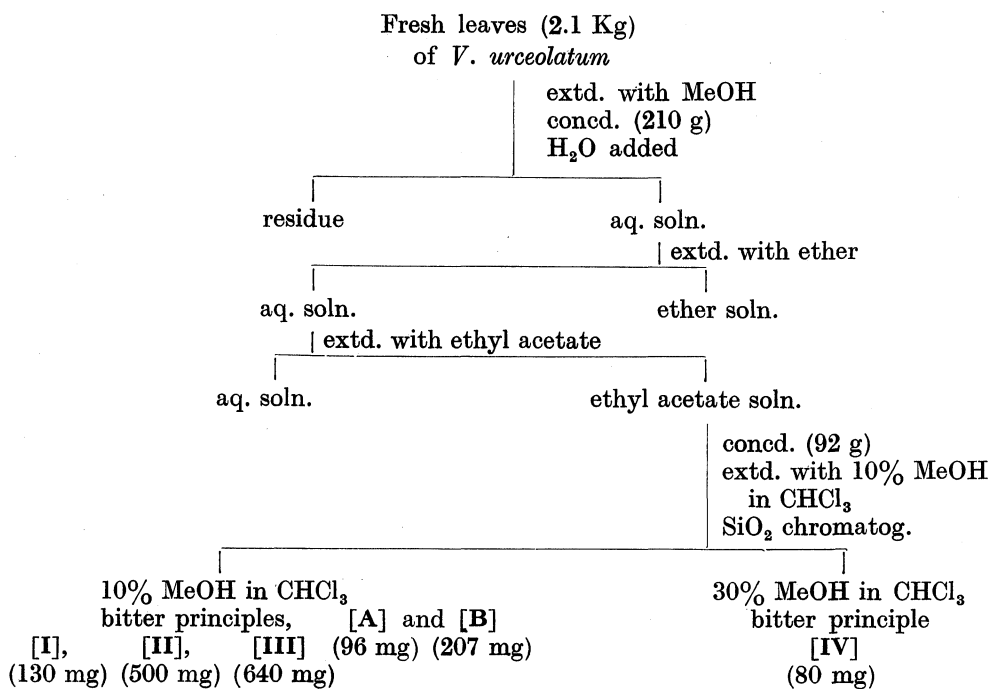 Fresh leaves (2.1 Kg)
of V. urceolatum
extd. with MeOH
concd. (210 g)
H₂O added
residue
aq. soln.
extd. with ether
aq. soln.
ether soln.
extd. with ethyl acetate
aq. soln.
ethyl acetate soln.
concd. (92 g)
extd. with 10% MeOH
in CHCl₃
SiO₂ chromatog.
10% MeOH in CHCl₃
bitter principles, [A] and [B]
[I], [II], [III] (96 mg) (207 mg)
(130 mg) (500 mg) (640 mg)
30% MeOH in CHCl₃
bitter principle
[IV]
(80 mg)